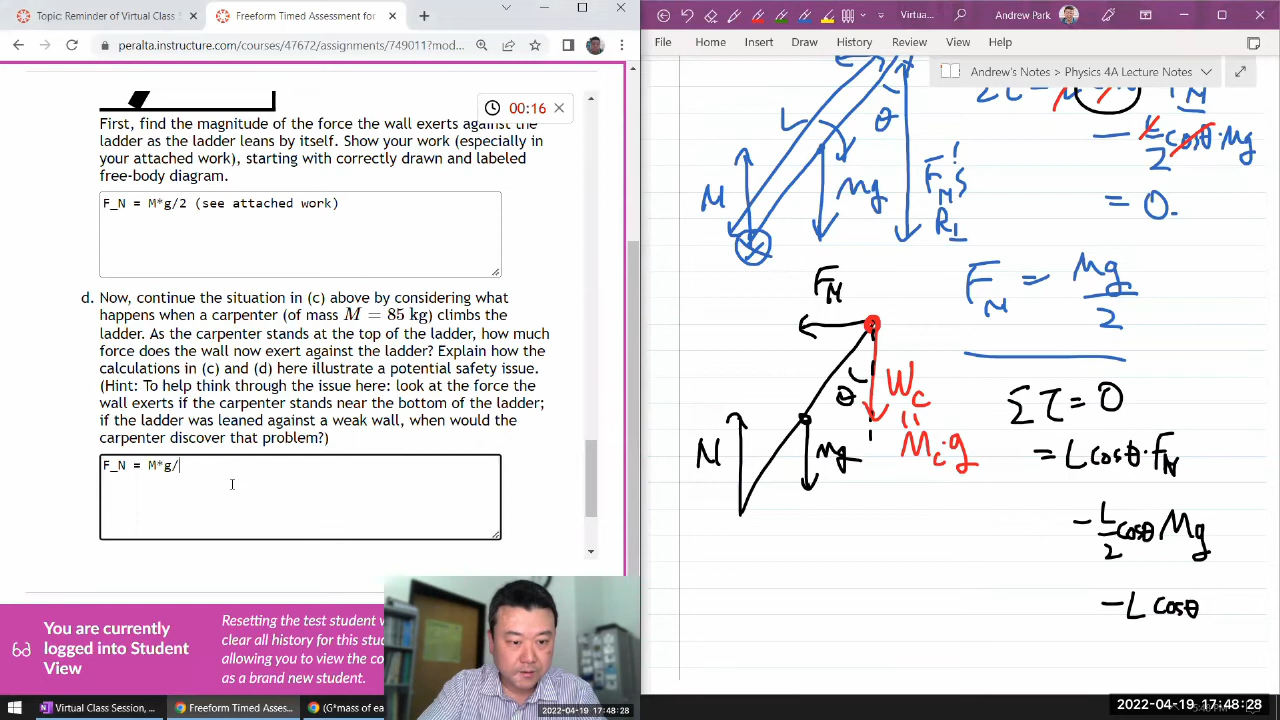 Topic Reminder of Virtual Class
Freeform Timed Assessment for
peralta.instructure.com/courses/47672/assignments/749011?mod...
00:16
First, find the magnitude of the force the wall exerts against the
ladder as the ladder leans by itself. Show your work (especially in
your attached work), starting with correctly drawn and labeled
free-body diagram.
F_N = M*g/2 (see attached work)
d. Now, continue the situation in (c) above by considering what
happens when a carpenter (of mass M = 85 kg) climbs the
ladder. As the carpenter stands at the top of the ladder, how much
force does the wall now exert against the ladder? Explain how the
calculations in (c) and (d) here illustrate a potential safety issue.
(Hint: To help think through the issue here: look at the force the
wall exerts if the carpenter stands near the bottom of the ladder;
if the ladder was leaned against a weak wall, when would the
carpenter discover that problem?)
F_N = M*g/
You are currently
logged into Student
View
Resetting the test student w
clear all history for this stud
allowing you to view the co
as a brand new student.
Virtual Class Session, ...
Freeform Timed Asses...
(G*mass of ea
2022-04-19 17:48:28
Virtua...
Andrew Park
File Home Insert Draw History Review View
Andrew's Notes > Physics 4A Lecture Notes
L
θ
N
Mg
F_N's
R⊥
− L/2 cosθ · Mg
= 0.
F_N = Mg/2
F_N
θ
W_c
=
M_c·g
N
Mg
Στ = 0
= L cosθ · F_N
− L/2 cosθ Mg
− L cosθ
2022-04-19 17:48:28